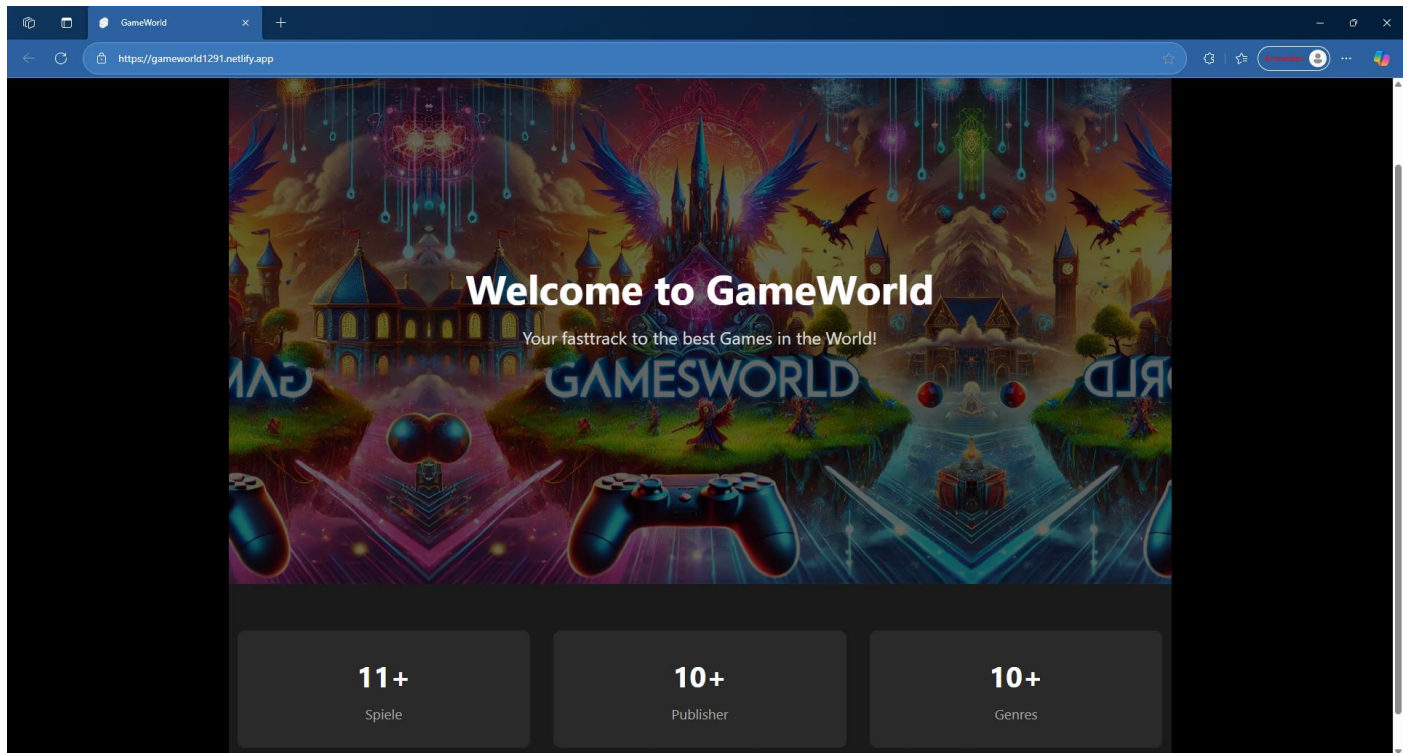 GameWorld
https://gameworld1291.netlify.app
Welcome to GameWorld
Your fasttrack to the best Games in the World!
GAMESWORLD
11+
10+
10+
Spiele
Publisher
Genres